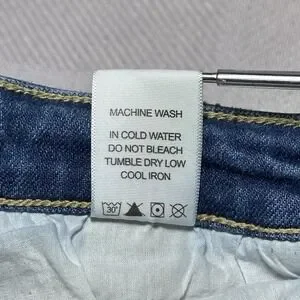 MACHINE WASH
IN COLD WATER
DO NOT BLEACH
TUMBLE DRY LOW
COOL IRON
30°